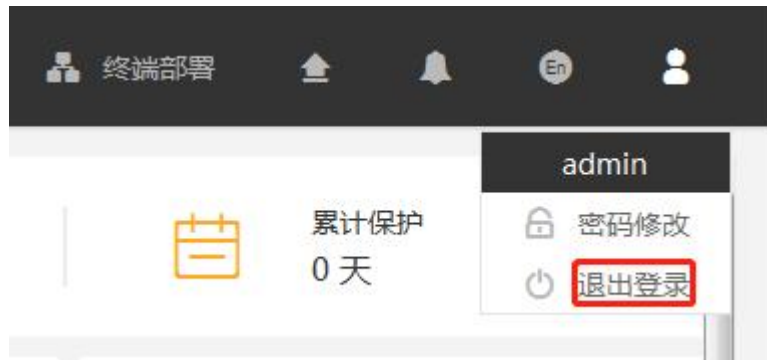 终端部署
En
admin
累计保护
密码修改
0 天
退出登录